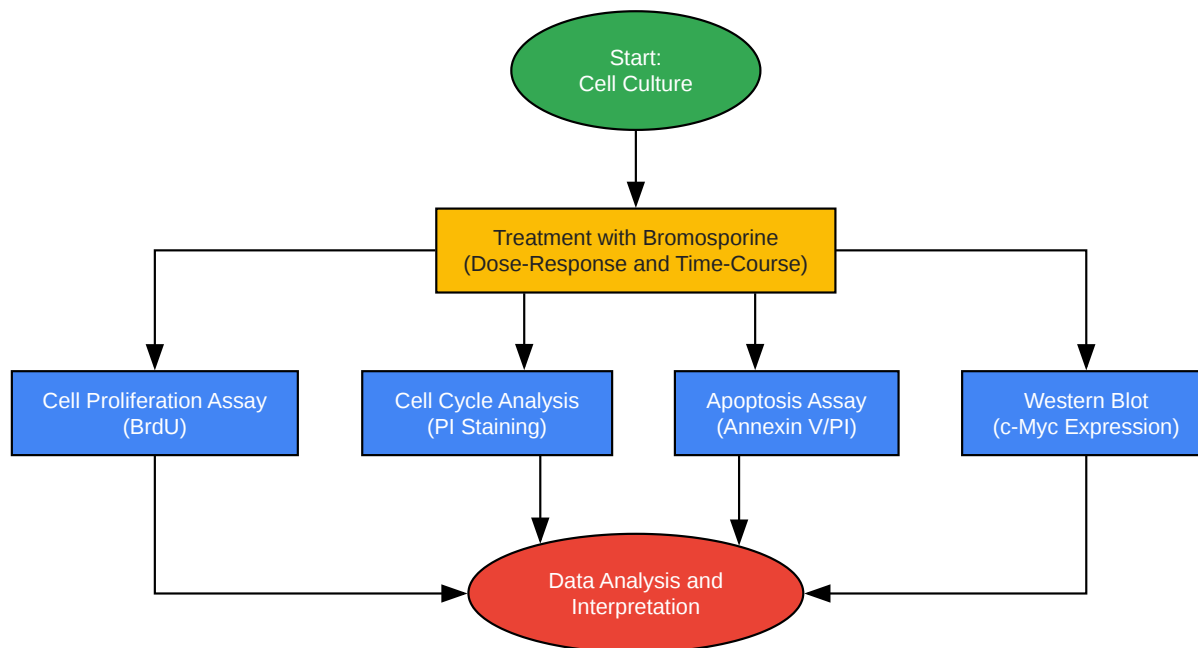 Start:
Cell Culture
Treatment with Bromosporine
(Dose-Response and Time-Course)
Cell Proliferation Assay
(BrdU)
Cell Cycle Analysis
(PI Staining)
Apoptosis Assay
(Annexin V/PI)
Western Blot
(c-Myc Expression)
Data Analysis and
Interpretation